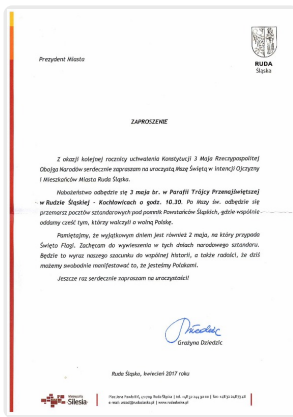 Prezydent Miasta
RUDA
Śląska
ZAPROSZENIE
Z okazji kolejnej rocznicy uchwalenia Konstytucji 3 Maja Rzeczypospolitej
Obojga Narodów serdecznie zapraszam na uroczystą Mszę Świętą w intencji Ojczyzny
i Mieszkańców Miasta Ruda Śląska.
Nabożeństwo odbędzie się 3 maja br. w Parafii Trójcy Przenajświętszej
w Rudzie Śląskiej - Kochłowicach o godz. 10.30. Po Mszy św. odbędzie się
przemarsz pocztów sztandarowych pod pomnik Powstańców Śląskich, gdzie wspólnie
oddamy cześć tym, którzy walczyli o wolną Polskę.
Pamiętajmy, że wyjątkowym dniem jest również 2 maja, na który przypada
Święto Flagi. Zachęcam do wywieszenia w tych dniach narodowego sztandaru.
Będzie to wyraz naszego szacunku do wspólnej historii, a także radości, że dziś
możemy swobodnie manifestować to, że jesteśmy Polakami.
Jeszcze raz serdecznie zapraszam na uroczystości!
Grażyna Dziedzic
Ruda Śląska, kwiecień 2017 roku
Silesia